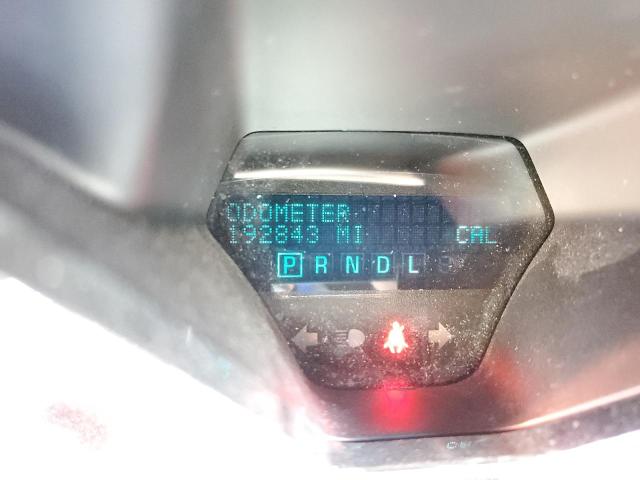 ODOMETER
192843 MI CAL
P R N D L